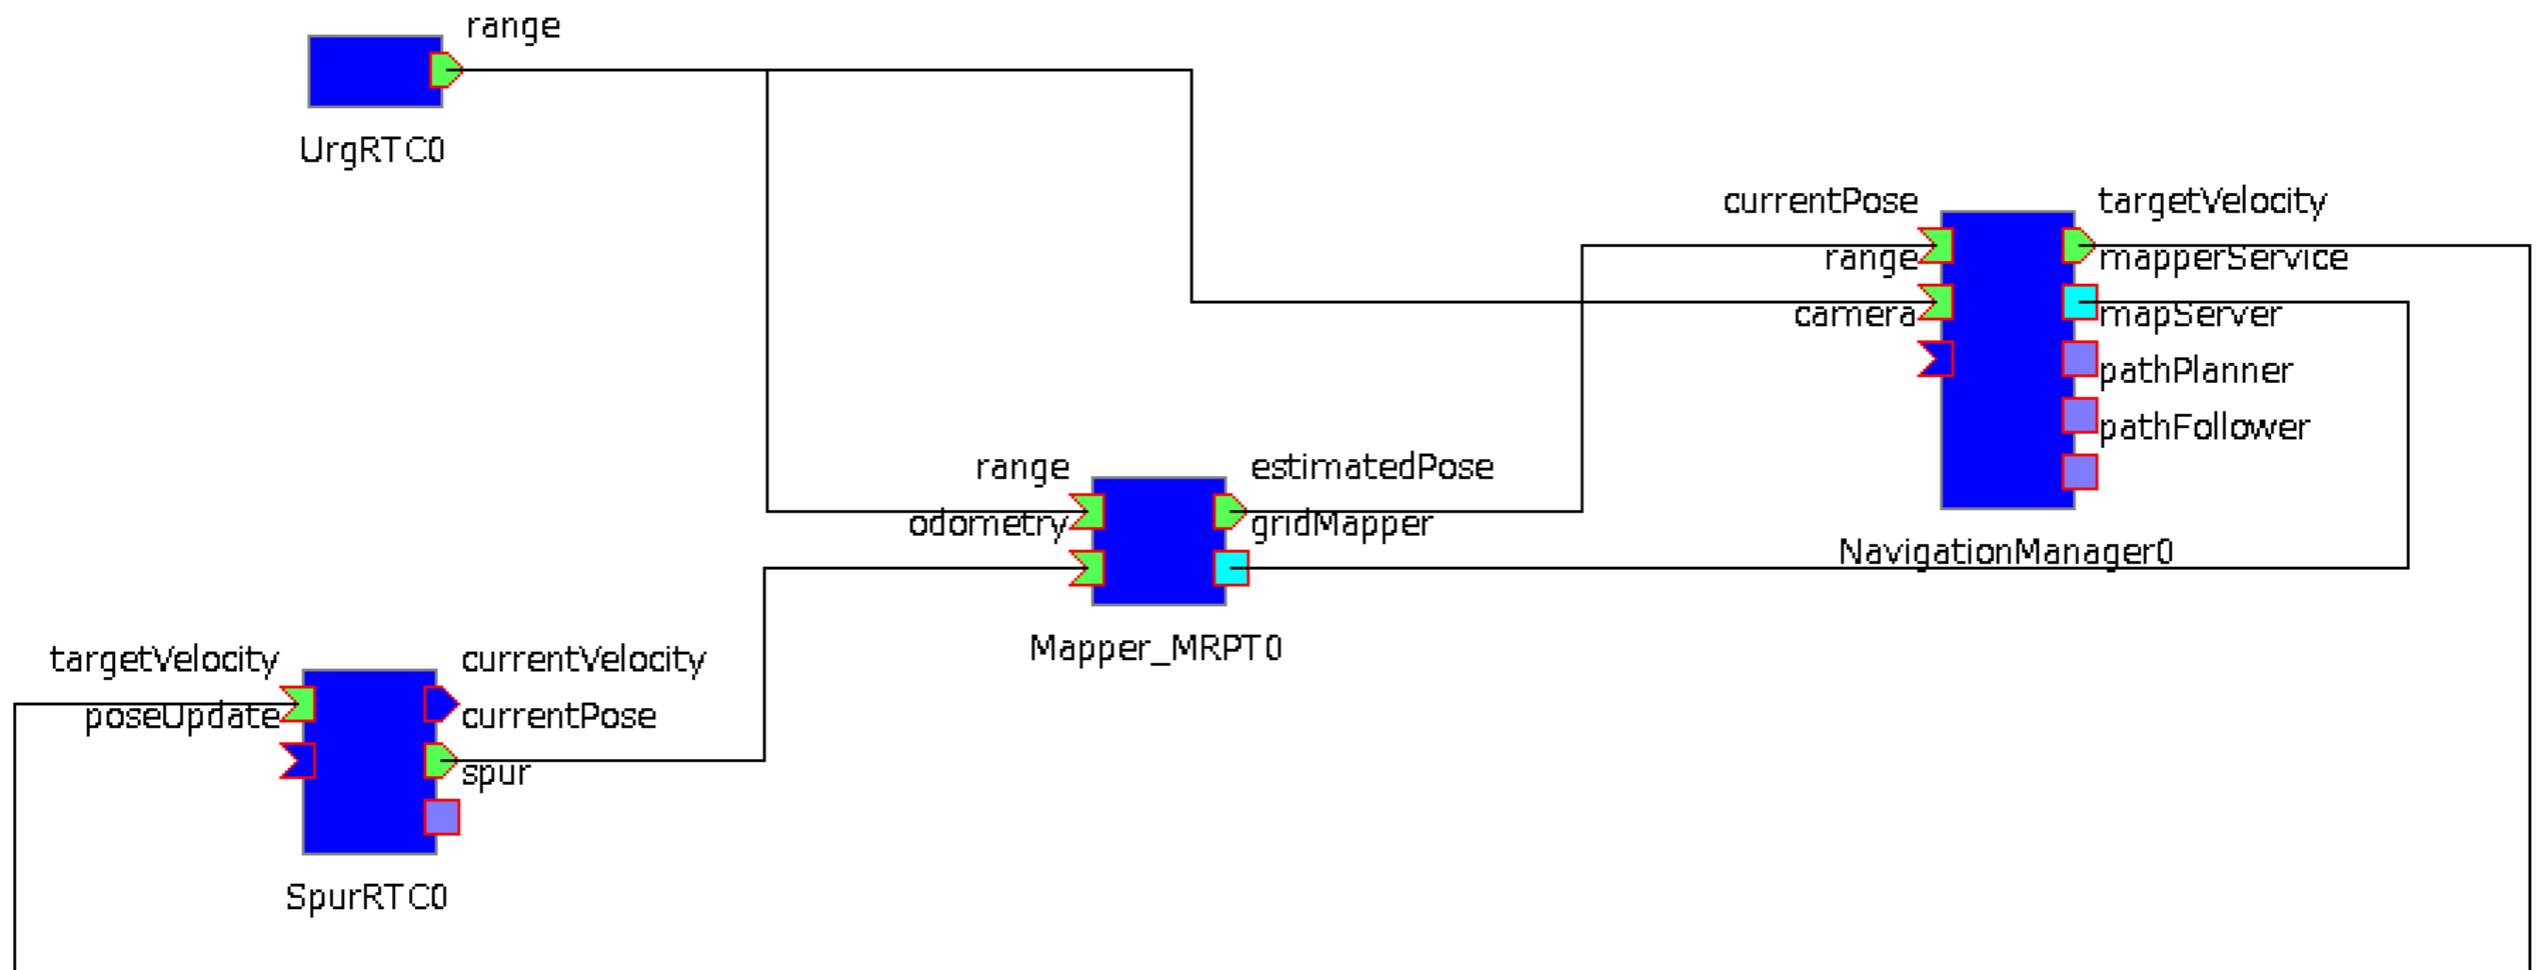 range
UrgRTC0
currentPose
targetVelocity
range
mapperService
camera
mapServer
pathPlanner
pathFollower
NavigationManager0
range
estimatedPose
odometry
gridMapper
Mapper_MRPT0
targetVelocity
currentVelocity
poseUpdate
currentPose
spur
SpurRTC0